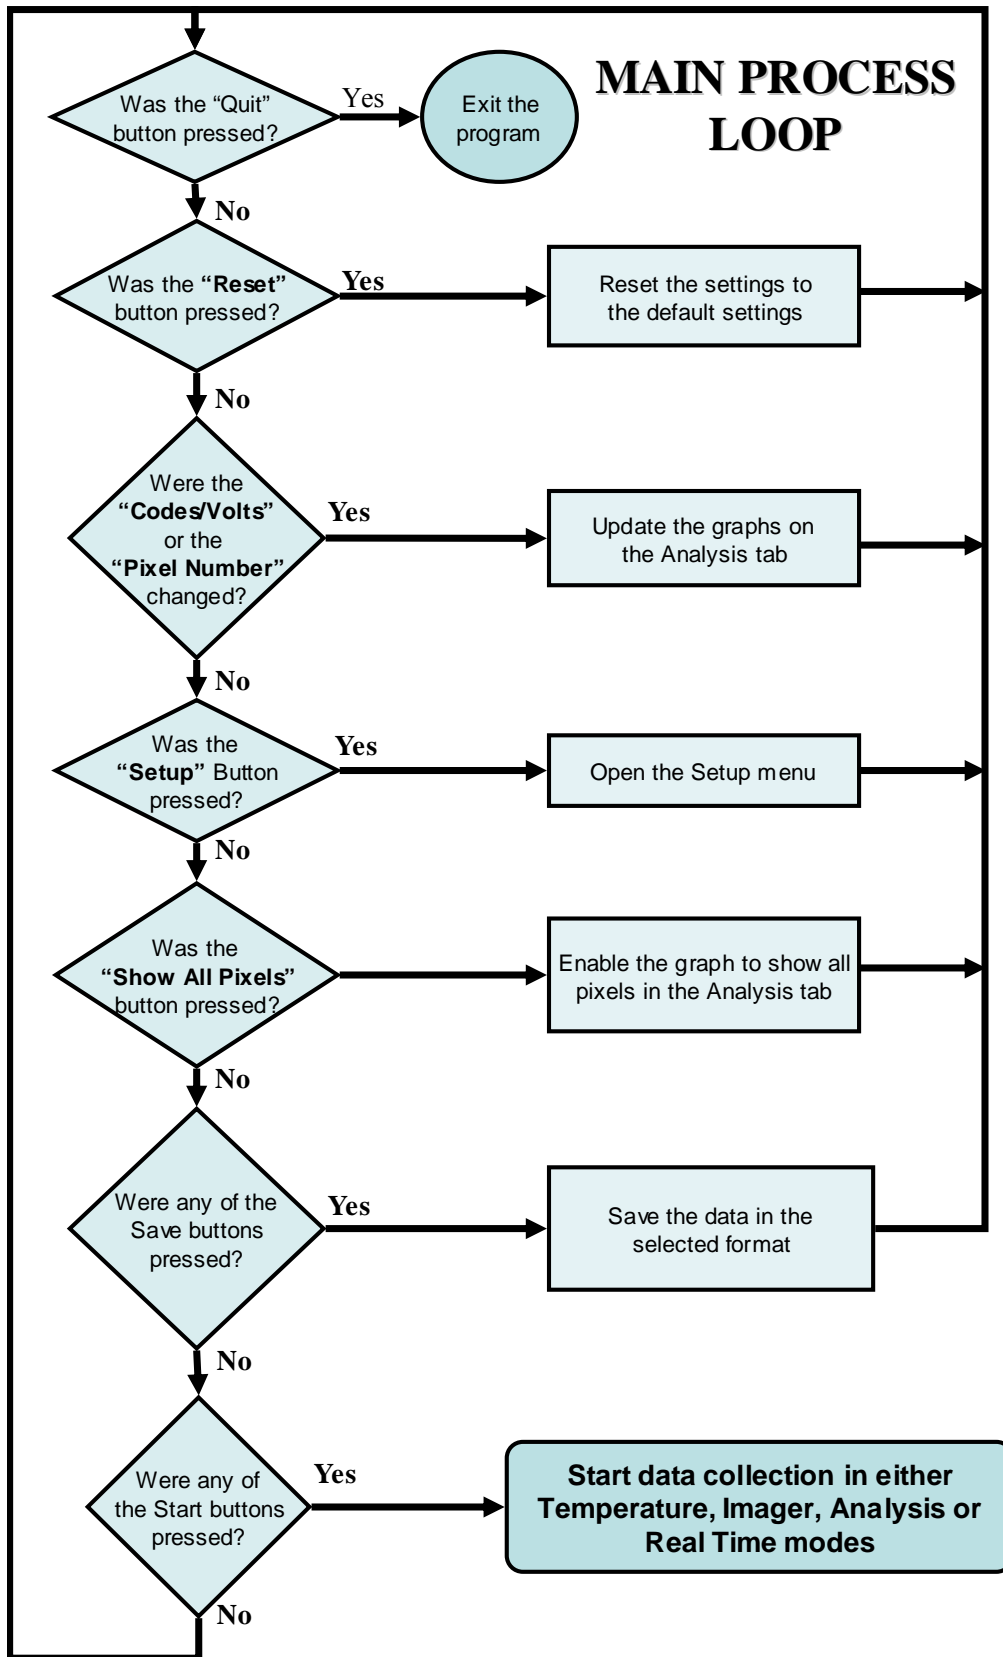 MAIN PROCESS
LOOP
Was the “Quit”
button pressed?
Yes
Exit the
program
No
Was the “Reset”
button pressed?
Yes
Reset the settings to
the default settings
No
Were the
“Codes/Volts”
or the
“Pixel Number”
changed?
Yes
Update the graphs on
the Analysis tab
No
Was the
“Setup” Button
pressed?
Yes
Open the Setup menu
No
Was the
“Show All Pixels”
button pressed?
Enable the graph to show all
pixels in the Analysis tab
No
Were any of the
Save buttons
pressed?
Yes
Save the data in the
selected format
No
Were any of
the Start buttons
pressed?
Yes
Start data collection in either
Temperature, Imager, Analysis or
Real Time modes
No